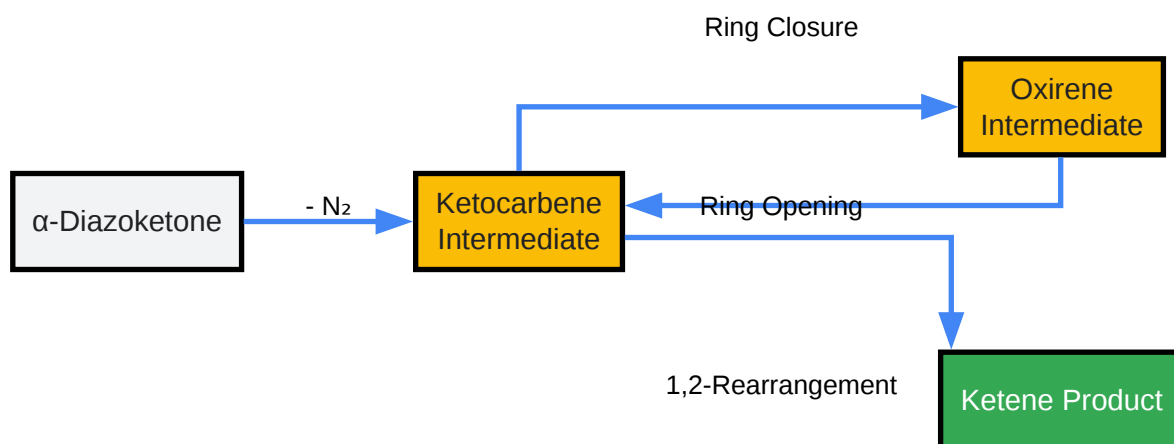 Ring Closure
Oxirene
Intermediate
α-Diazoketone
- N₂
Ketocarbene
Intermediate
Ring Opening
1,2-Rearrangement
Ketene Product